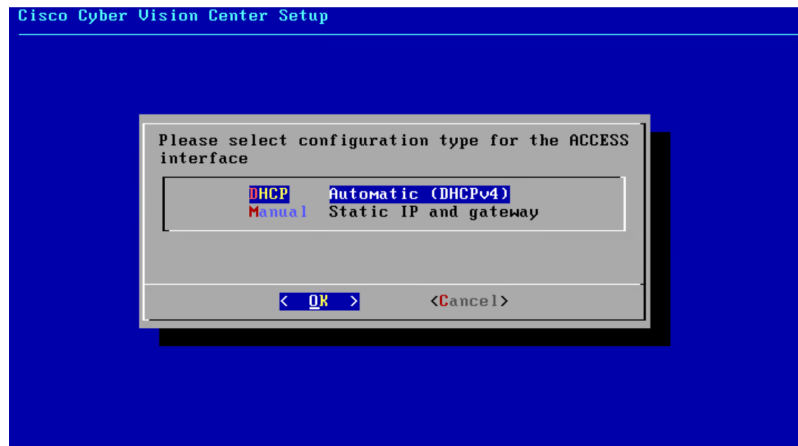 Cisco Cyber Vision Center Setup
Please select configuration type for the ACCESS
interface
DHCP Automatic (DHCPv4)
Manual Static IP and gateway
< OK > <Cancel>